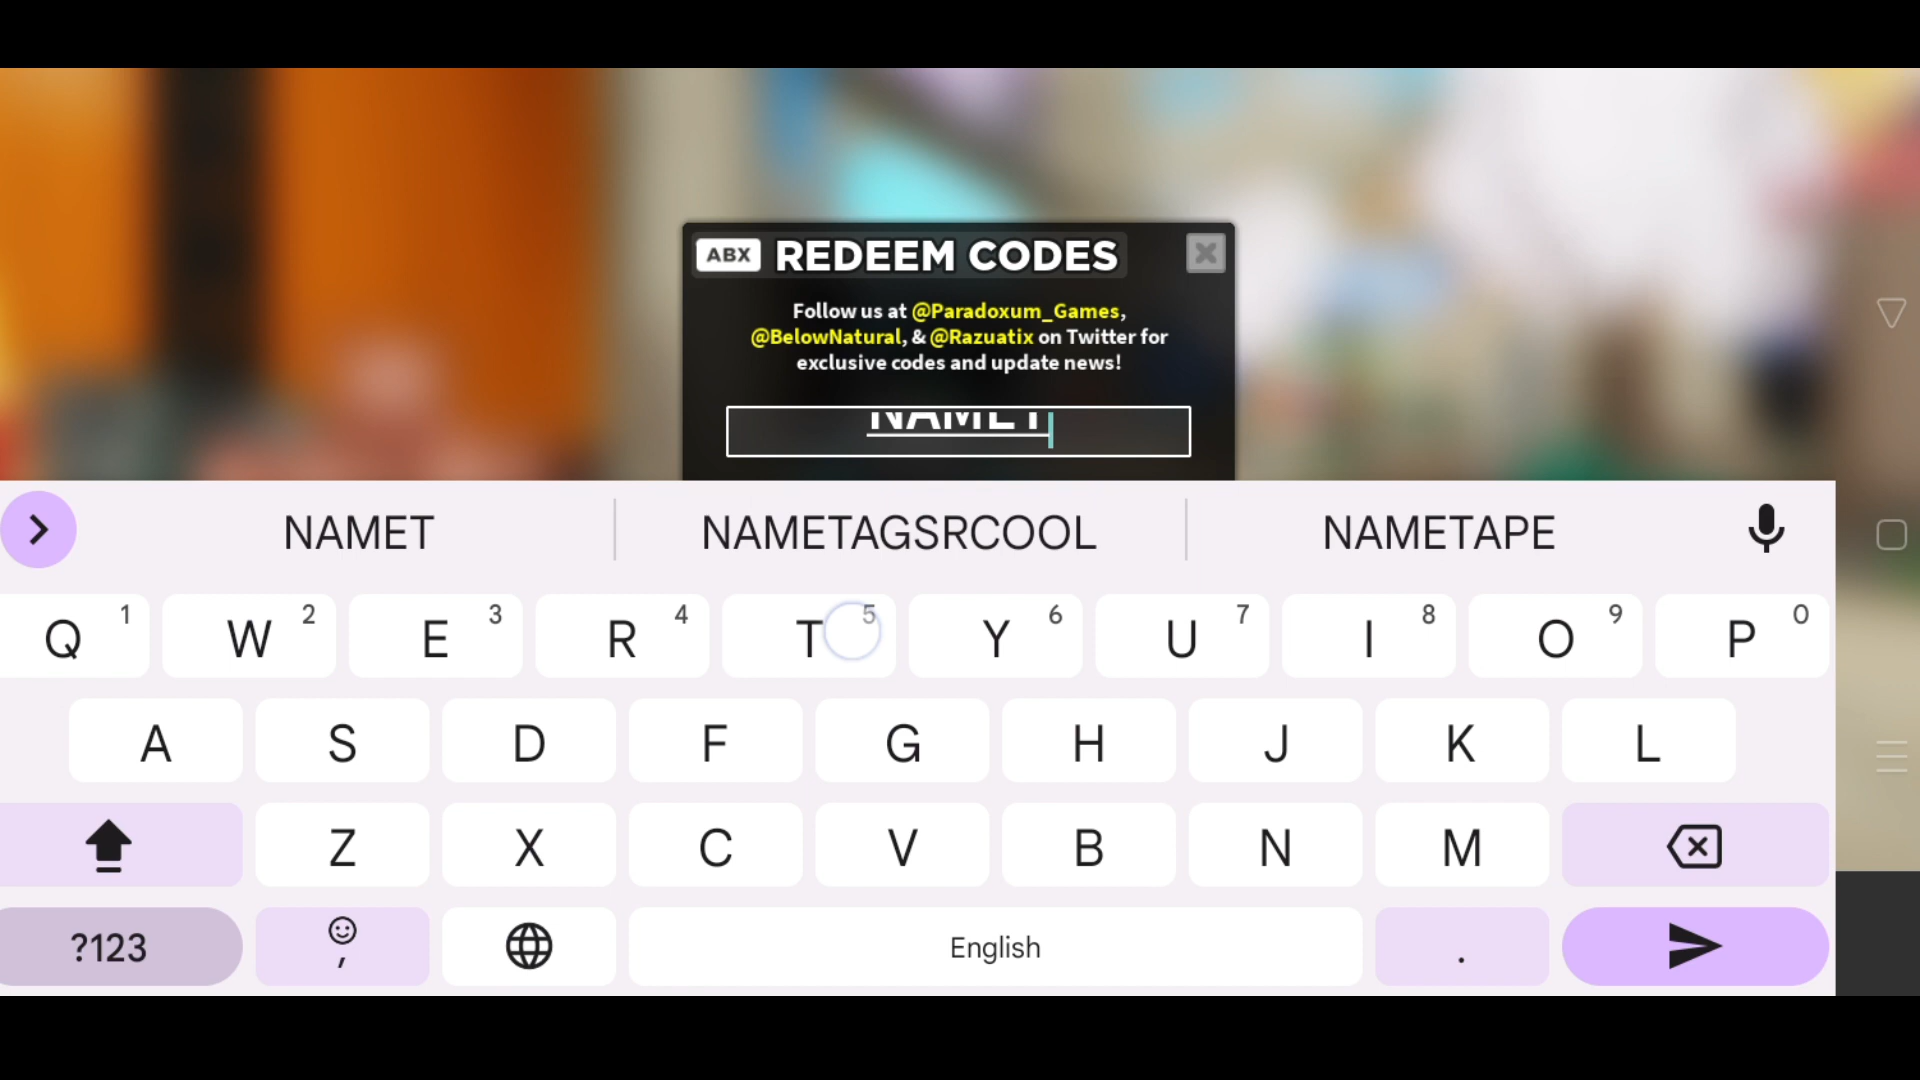 ABX REDEEM CODES
Follow us at @Paradoxum_Games,
@BelowNatural, & @Razuatix on Twitter for
exclusive codes and update news!
NAMET
NAMET NAMETAGSRCOOL NAMETAPE
Q 1 W 2 E 3 R 4 T 5 Y 6 U 7 I 8 O 9 P 0
A S D F G H J K L
Z X C V B N M
?123 , English .